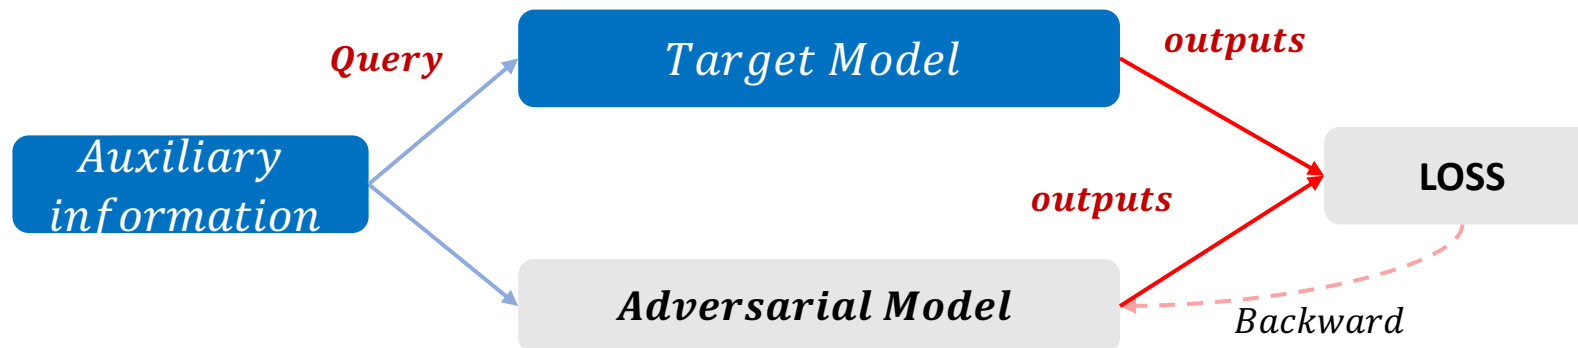 Query
Target Model
outputs
Auxiliary
information
LOSS
outputs
Adversarial Model
Backward